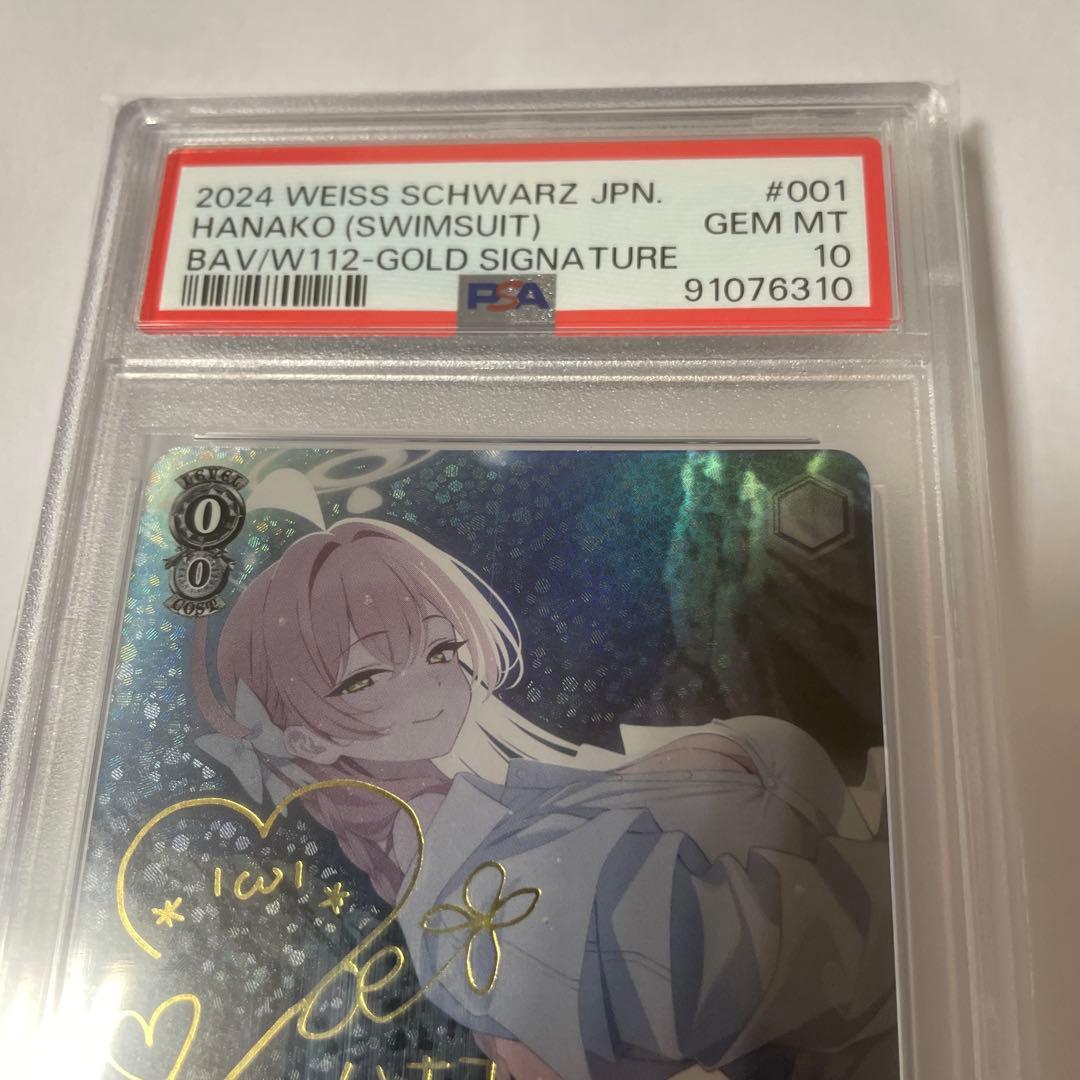 2024 WEISS SCHWARZ JPN. #001
HANAKO (SWIMSUIT) GEM MT
BAV/W112-GOLD SIGNATURE 10
PSA 91076310
LEVEL
0
0
COST